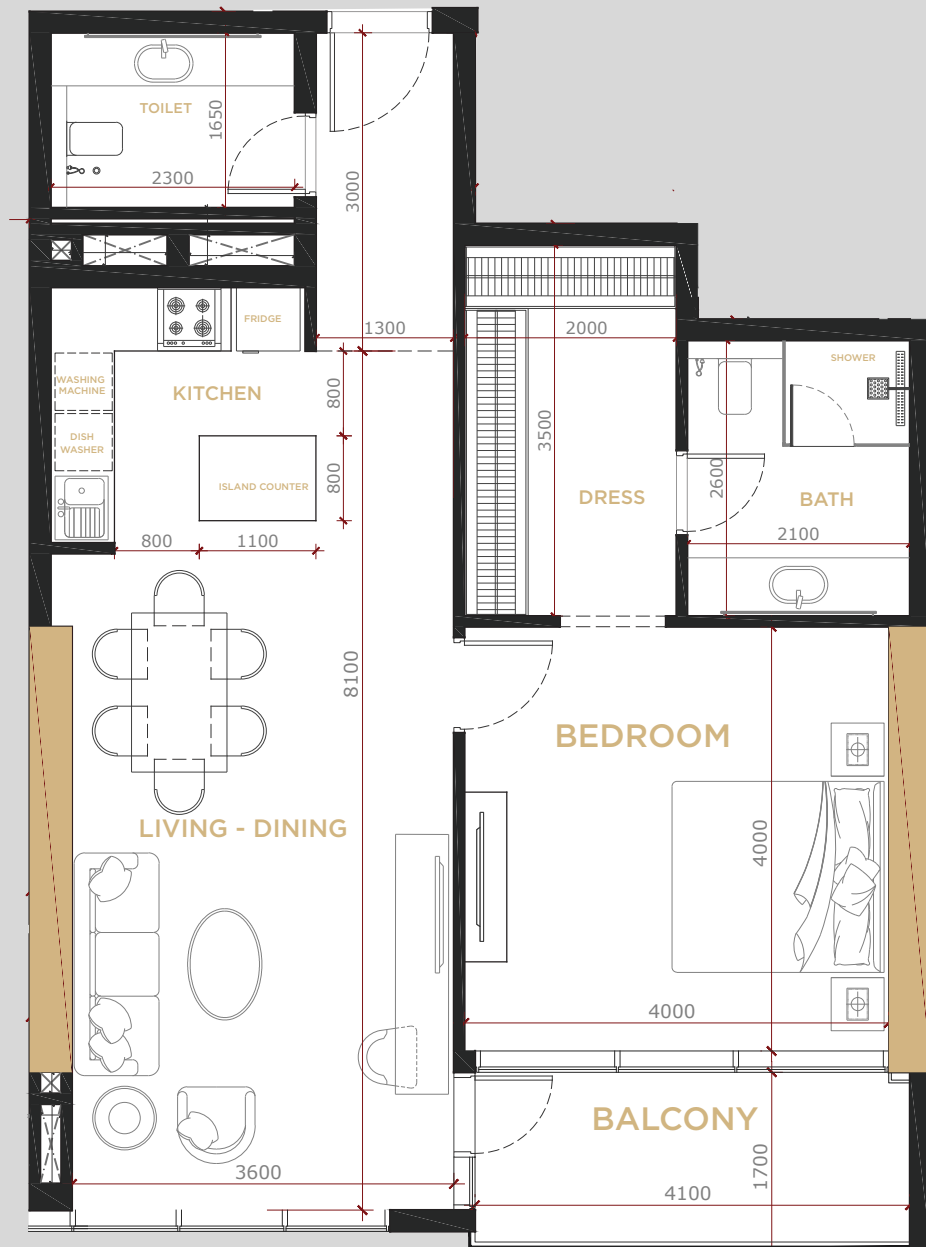 TOILET
1650
2300
3000
1300
FRIDGE
2000
SHOWER
WASHING
MACHINE
KITCHEN
800
DISH
WASHER
ISLAND COUNTER
800
3500
DRESS
2600
BATH
2100
800
1100
8100
BEDROOM
LIVING - DINING
4000
4000
BALCONY
1700
3600
4100